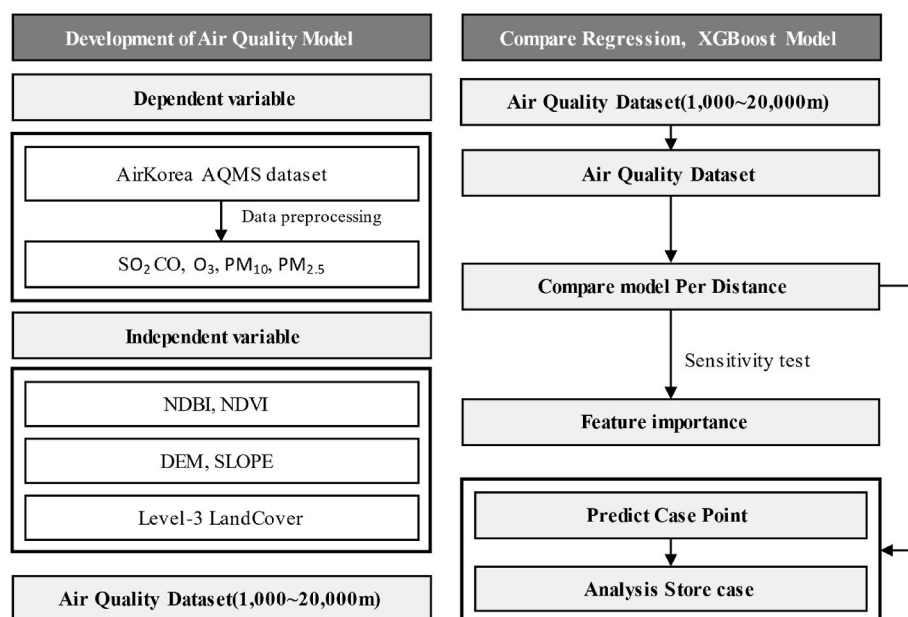 Development of Air Quality Model
Dependent variable
AirKorea AQMS dataset
Data preprocessing
SO₂ CO, O₃, PM₁₀, PM₂.₅
Independent variable
NDBI, NDVI
DEM, SLOPE
Level-3 LandCover
Air Quality Dataset(1,000~20,000m)
Compare Regression, XGBoost Model
Air Quality Dataset(1,000~20,000m)
Air Quality Dataset
Compare model Per Distance
Sensitivity test
Feature importance
Predict Case Point
Analysis Store case